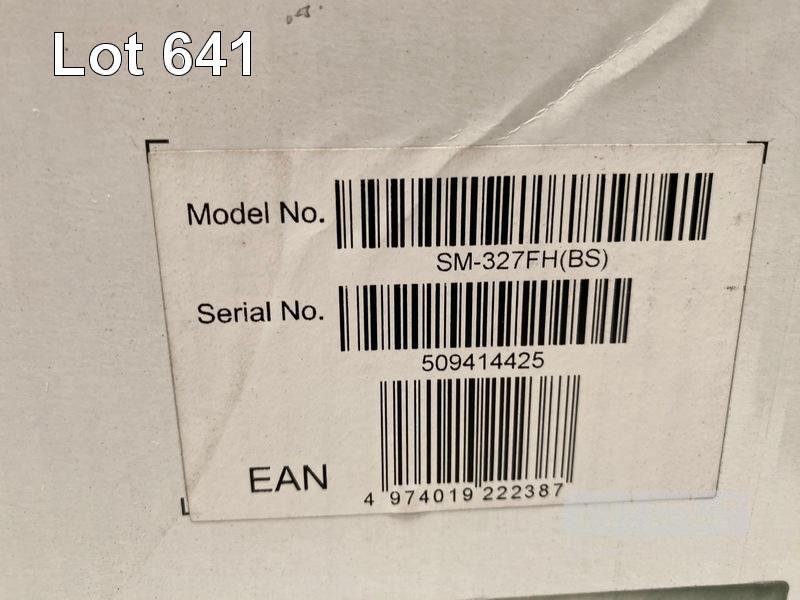 Lot 641
Model No.
SM-327FH(BS)
Serial No.
509414425
EAN
4 974019 222387